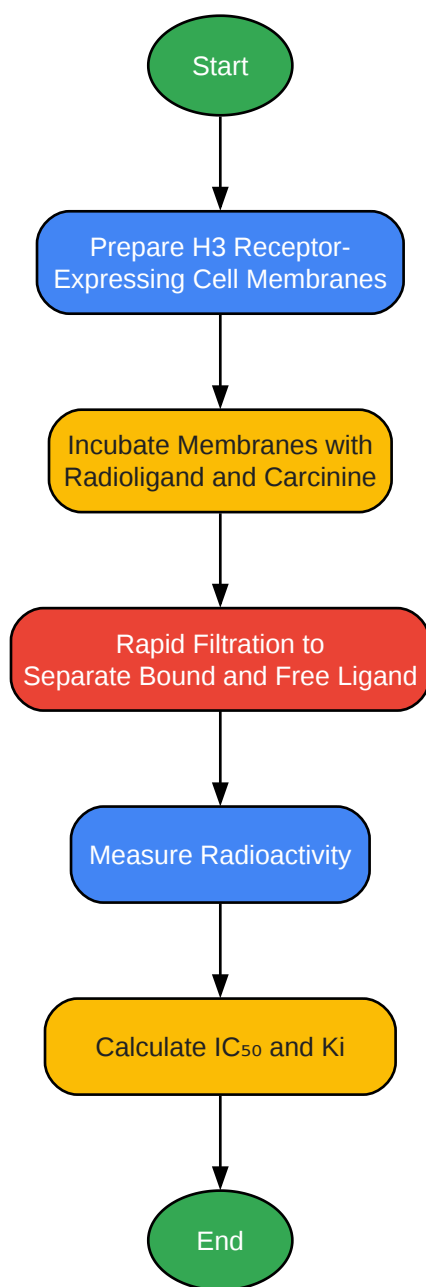 Start
Prepare H3 Receptor-
Expressing Cell Membranes
Incubate Membranes with
Radioligand and Carcinine
Rapid Filtration to
Separate Bound and Free Ligand
Measure Radioactivity
Calculate IC₅₀ and Ki
End